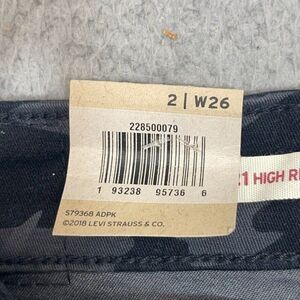 2 | W26
228500079
1 93238 95736 6
S79368 ADPK
©2018 LEVI STRAUSS & CO.
21 HIGH RI